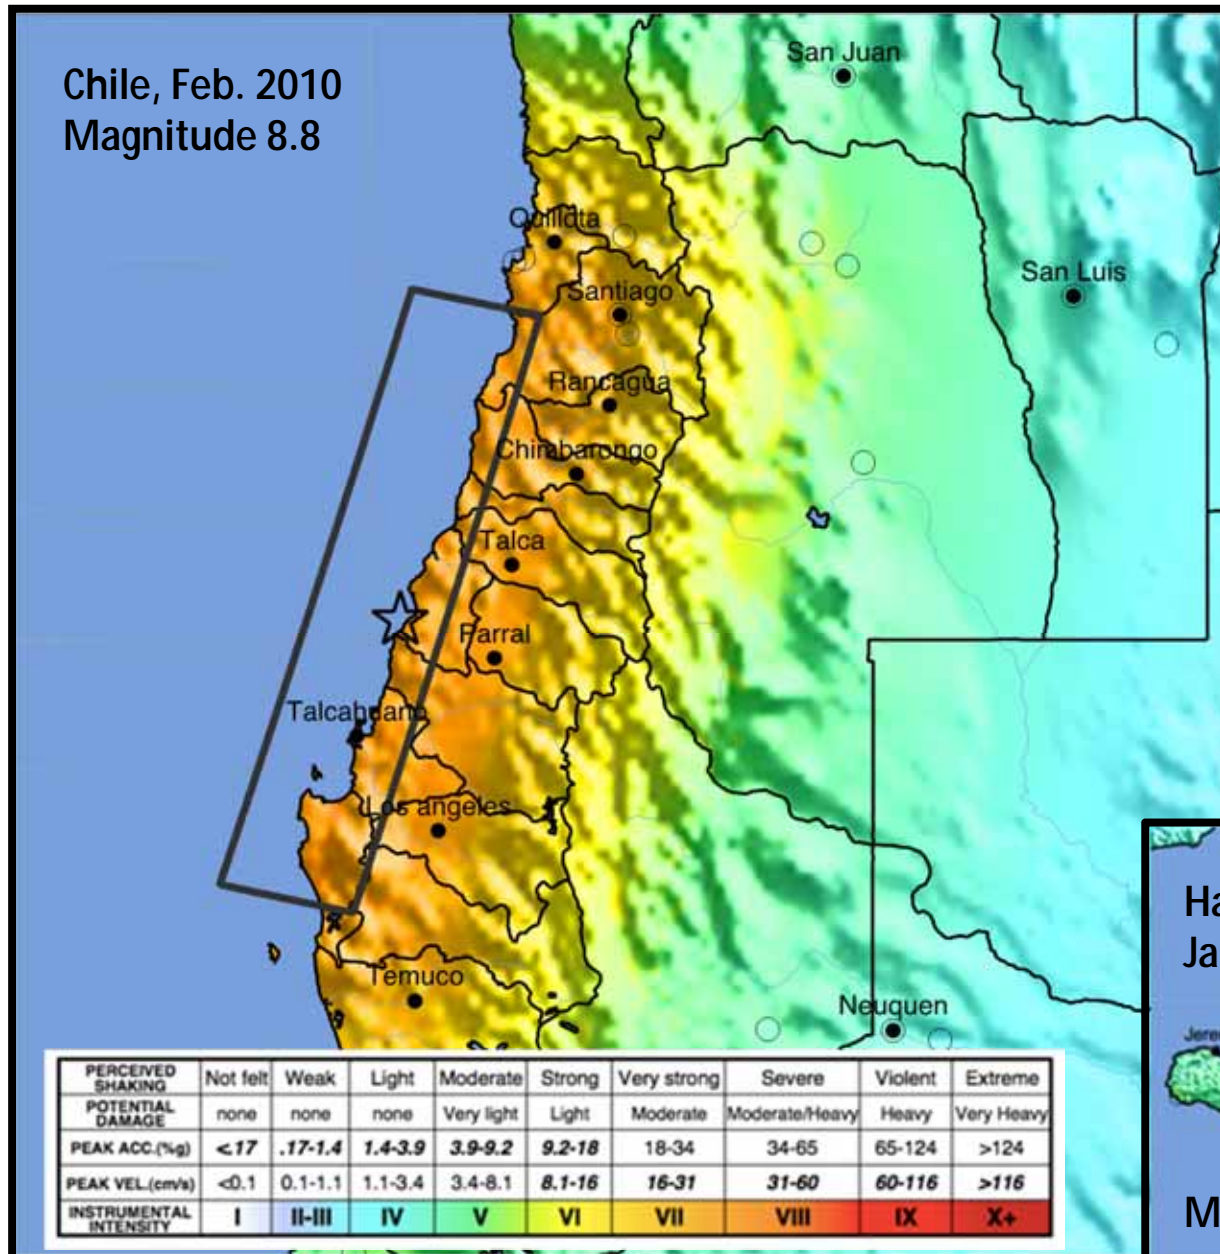 Chile, Feb. 2010
Magnitude 8.8
San Juan
Quillota
San Luis
Santiago
Rancagua
Chimbarongo
Talca
Parral
Talcahuano
Los angeles
Temuco
Neuquen
Ha
Ja
Jere
M
PERCEIVED SHAKING Not felt Weak Light Moderate Strong Very strong Severe Violent Extreme
POTENTIAL DAMAGE none none none Very light Light Moderate Moderate/Heavy Heavy Very Heavy
PEAK ACC.(%g) <.17 .17-1.4 1.4-3.9 3.9-9.2 9.2-18 18-34 34-65 65-124 >124
PEAK VEL.(cm/s) <0.1 0.1-1.1 1.1-3.4 3.4-8.1 8.1-16 16-31 31-60 60-116 >116
INSTRUMENTAL INTENSITY I II-III IV V VI VII VIII IX X+